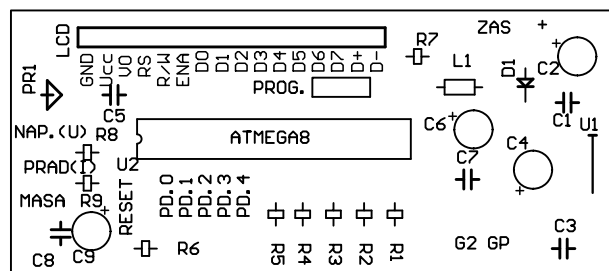 LCD
GND
Vcc
VO
RS
R/W
ENA
D0
D1
D2
D3
D4
D5
D6
D7
D+
D-
PROG.
R7
ZAS +
L1
D1
C2
+
PR1
C5
C1
U1
NAP.(U)
R8
ATMEGA8
C6
+
C7
C4
+
PRAD(I)
U2
MASA
R9
RESET
PD.0
PD.1
PD.2
PD.3
PD.4
C8
C9
+
R6
R5
R4
R3
R2
R1
G2 GP
C3